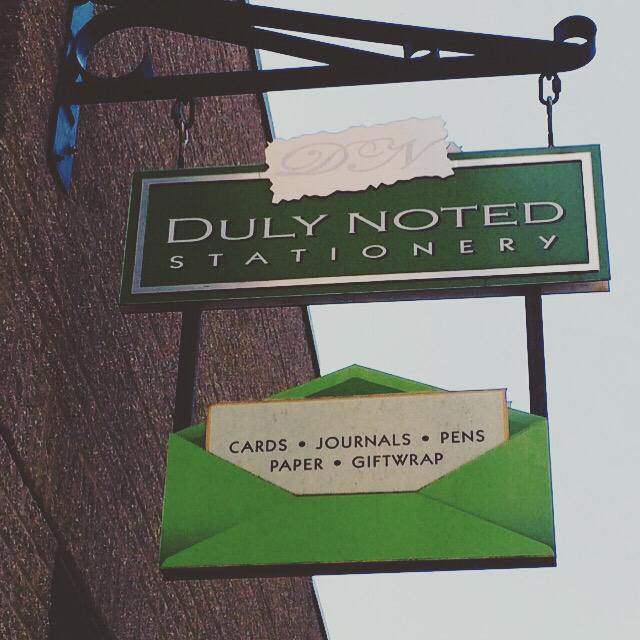 DN
DULY NOTED
STATIONERY
CARDS • JOURNALS • PENS
PAPER • GIFTWRAP